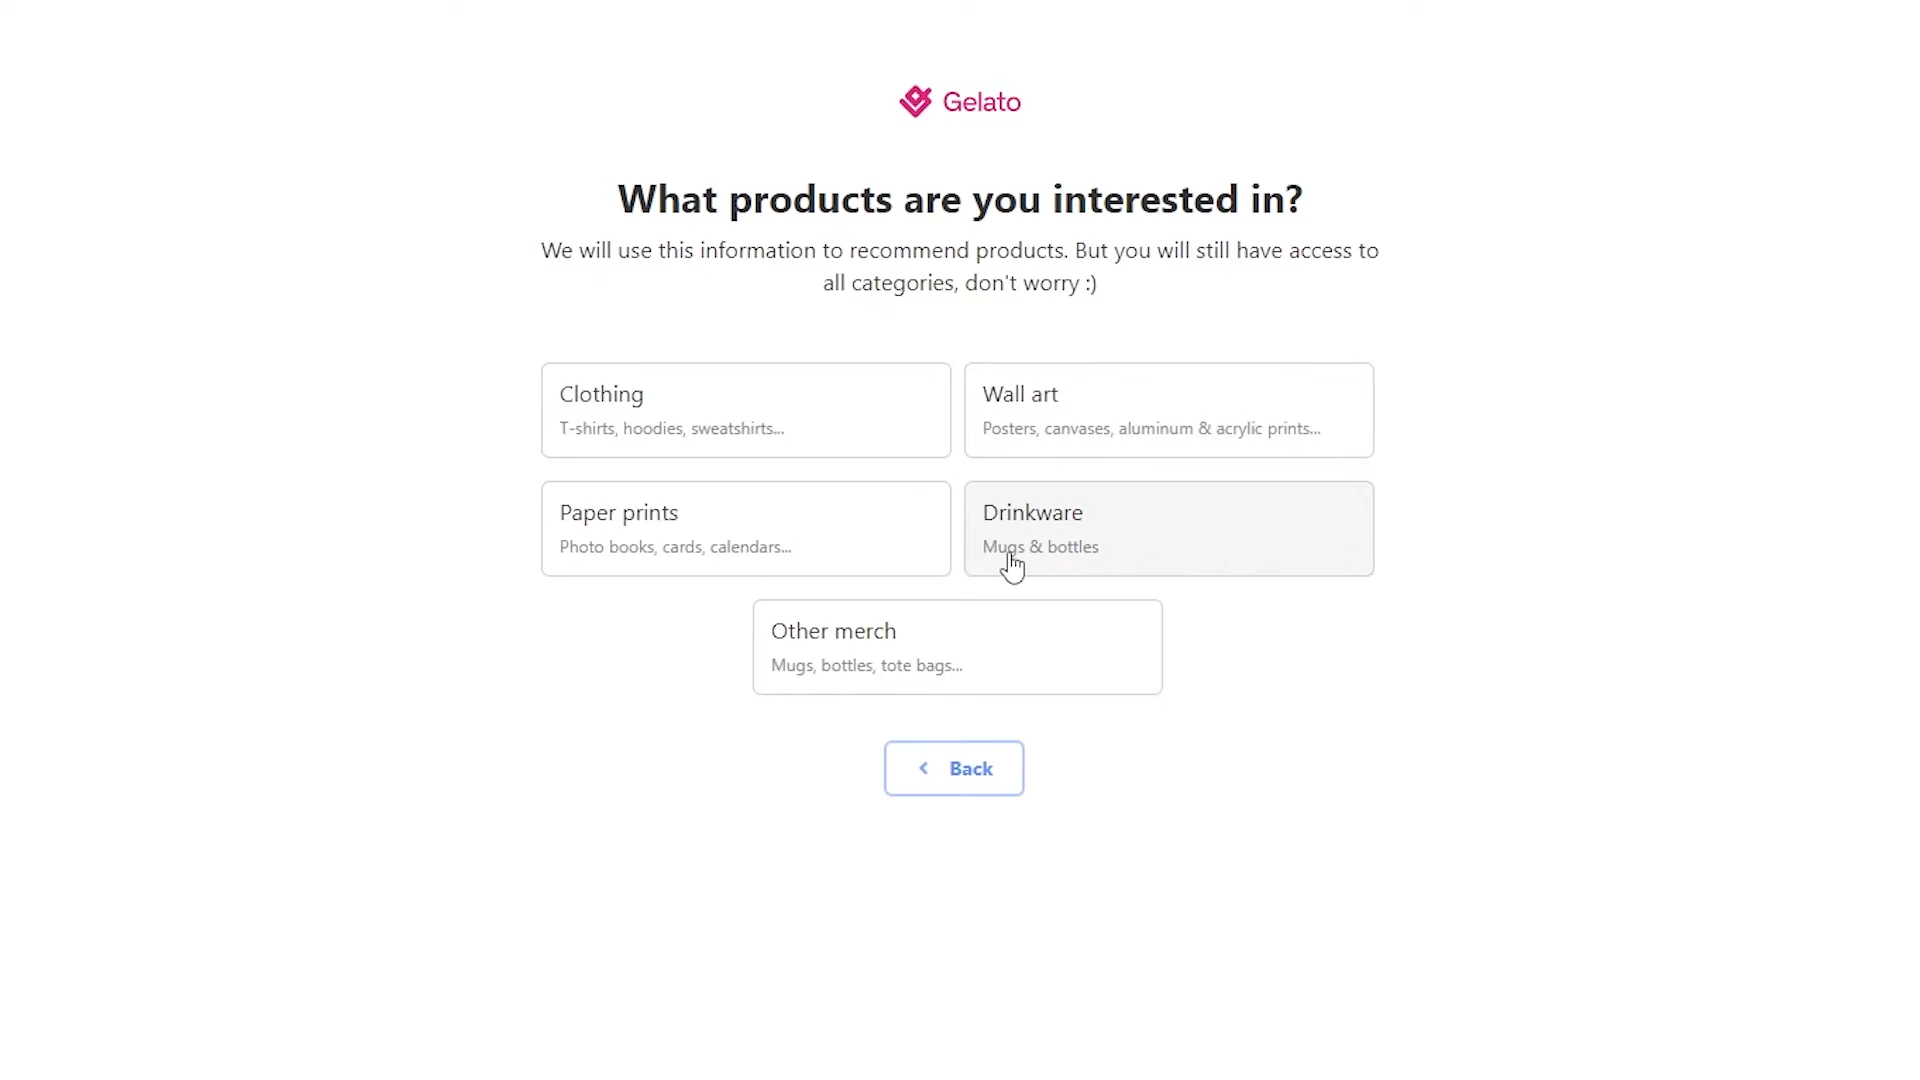 Gelato
What products are you interested in?
We will use this information to recommend products. But you will still have access to
all categories, don't worry :)
Clothing
T-shirts, hoodies, sweatshirts...
Wall art
Posters, canvases, aluminum & acrylic prints...
Paper prints
Photo books, cards, calendars...
Drinkware
Mugs & bottles
Other merch
Mugs, bottles, tote bags...
Back